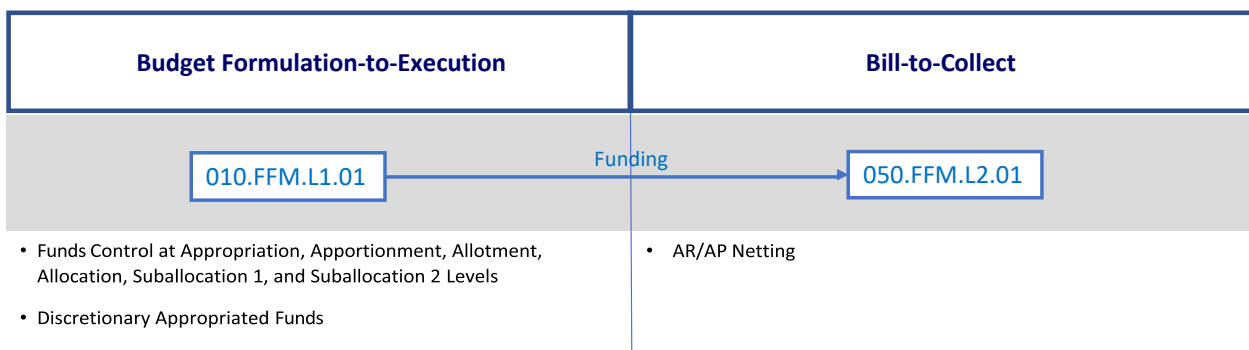 Budget Formulation-to-Execution
Bill-to-Collect
Funding
010.FFM.L1.01
050.FFM.L2.01
• Funds Control at Appropriation, Apportionment, Allotment,
Allocation, Suballocation 1, and Suballocation 2 Levels
• Discretionary Appropriated Funds
• AR/AP Netting